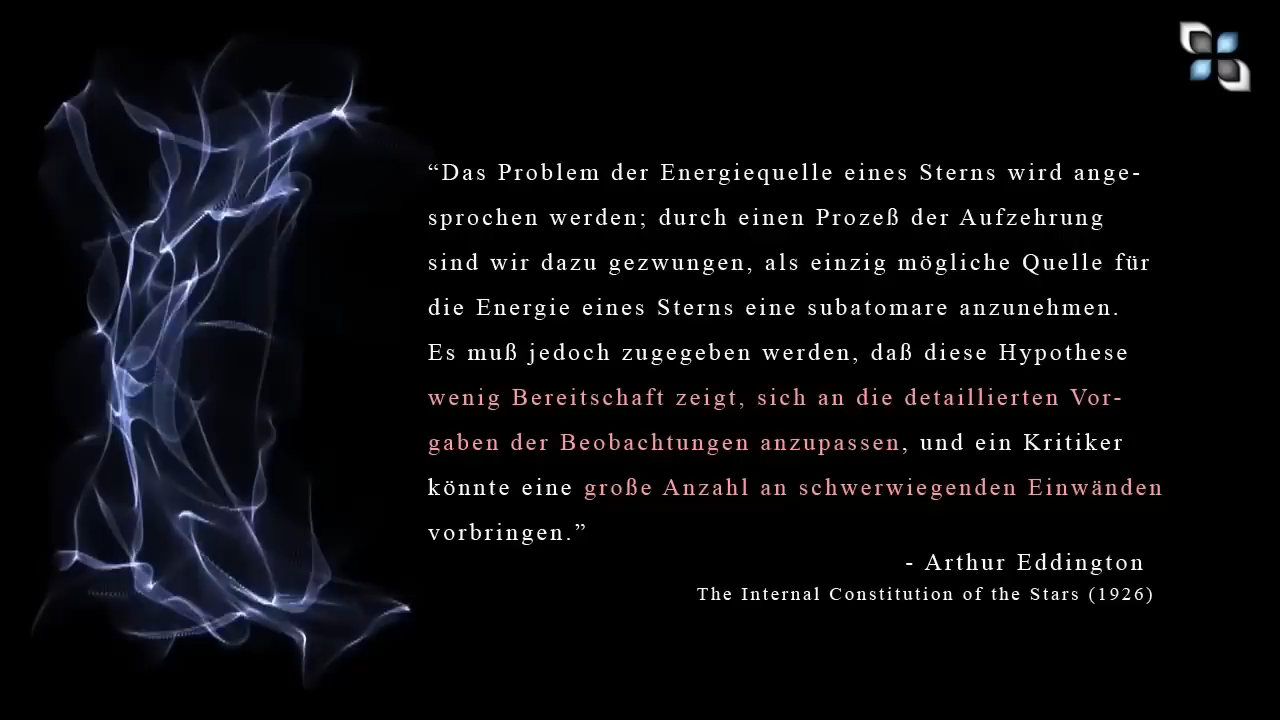 “Das Problem der Energiequelle eines Sterns wird ange-
sprochen werden; durch einen Prozeß der Aufzehrung
sind wir dazu gezwungen, als einzig mögliche Quelle für
die Energie eines Sterns eine subatomare anzunehmen.
Es muß jedoch zugegeben werden, daß diese Hypothese
wenig Bereitschaft zeigt, sich an die detaillierten Vor-
gaben der Beobachtungen anzupassen, und ein Kritiker
könnte eine große Anzahl an schwerwiegenden Einwänden
vorbringen.”
- Arthur Eddington
The Internal Constitution of the Stars (1926)